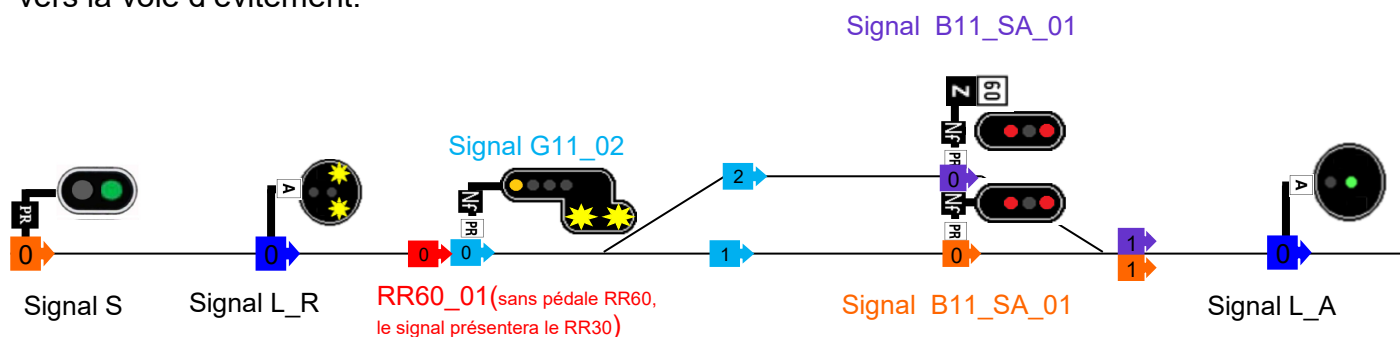 vers la voie d'évitement.
Signal B11_SA_01
Z 60
Nf
PR
Signal G11_02
Nf
PR
A
PR
A
2
0
Nf
PR
0
0
0
0
1
0
1
1
0
Signal S
Signal L_R
RR60_01(sans pédale RR60,
le signal présentera le RR30)
Signal B11_SA_01
Signal L_A